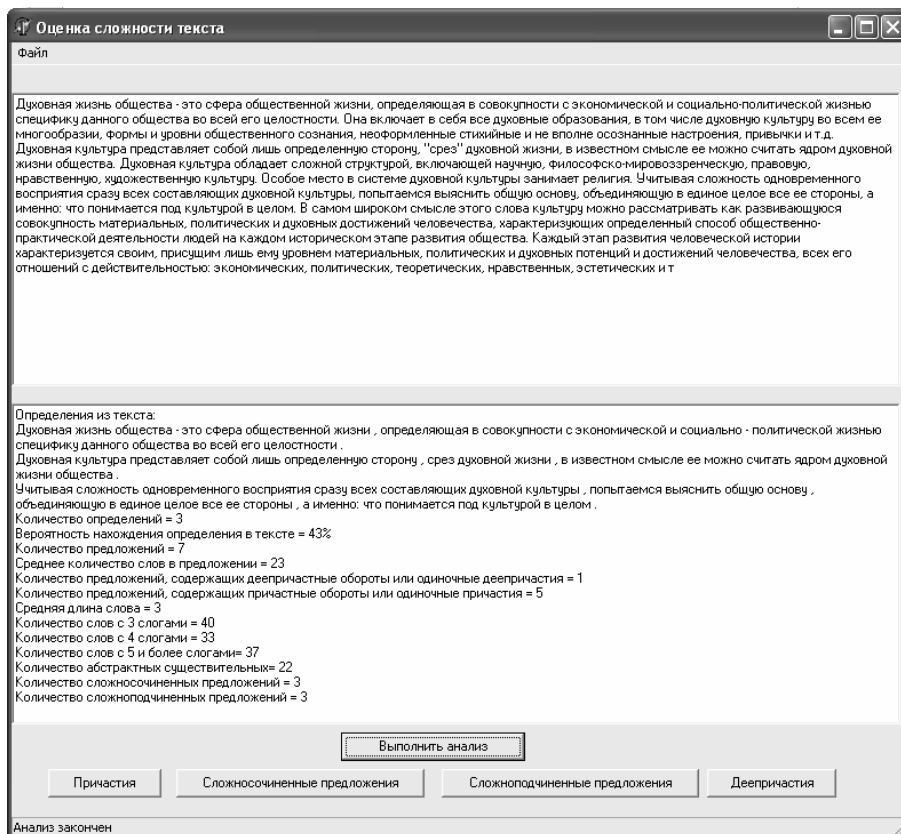 Оценка сложности текста
Файл
Духовная жизнь общества - это сфера общественной жизни, определяющая в совокупности с экономической и социально-политической жизнью
специфику данного общества во всей его целостности. Она включает в себя все духовные образования, в том числе духовную культуру во всем ее
многообразии, формы и уровни общественного сознания, неоформленные стихийные и не вполне осознанные настроения, привычки и т.д.
Духовная культура представляет собой лишь определенную сторону, "срез" духовной жизни, в известном смысле ее можно считать ядром духовной
жизни общества. Духовная культура обладает сложной структурой, включающей научную, философско-мировоззренческую, правовую,
нравственную, художественную культуру. Особое место в системе духовной культуры занимает религия. Учитывая сложность одновременного
восприятия сразу всех составляющих духовной культуры, попытаемся выяснить общую основу, объединяющую в единое целое все ее стороны, а
именно: что понимается под культурой в целом. В самом широком смысле этого слова культуру можно рассматривать как развивающуюся
совокупность материальных, политических и духовных достижений человечества, характеризующих определенный способ общественно-
практической деятельности людей на каждом историческом этапе развития общества. Каждый этап развития человеческой истории
характеризуется своим, присущим лишь ему уровнем материальных, политических и духовных потенций и достижений человечества, всех его
отношений с действительностью: экономических, политических, теоретических, нравственных, эстетических и т
Определения из текста:
Духовная жизнь общества - это сфера общественной жизни , определяющая в совокупности с экономической и социально - политической жизнью
специфику данного общества во всей его целостности .
Духовная культура представляет собой лишь определенную сторону , срез духовной жизни , в известном смысле ее можно считать ядром духовной
жизни общества .
Учитывая сложность одновременного восприятия сразу всех составляющих духовной культуры , попытаемся выяснить общую основу ,
объединяющую в единое целое все ее стороны , а именно: что понимается под культурой в целом .
Количество определений = 3
Вероятность нахождения определения в тексте = 43%
Количество предложений = 7
Среднее количество слов в предложении = 23
Количество предложений, содержащих деепричастные обороты или одиночные деепричастия = 1
Количество предложений, содержащих причастные обороты или одиночные причастия = 5
Средняя длина слова = 3
Количество слов с 3 слогами = 40
Количество слов с 4 слогами = 33
Количество слов с 5 и более слогами= 37
Количество абстрактных существительных= 22
Количество сложносочиненных предложений = 3
Количество сложноподчиненных предложений = 3
Выполнить анализ
Причастия Сложносочиненные предложения Сложноподчиненные предложения Деепричастия
Анализ закончен